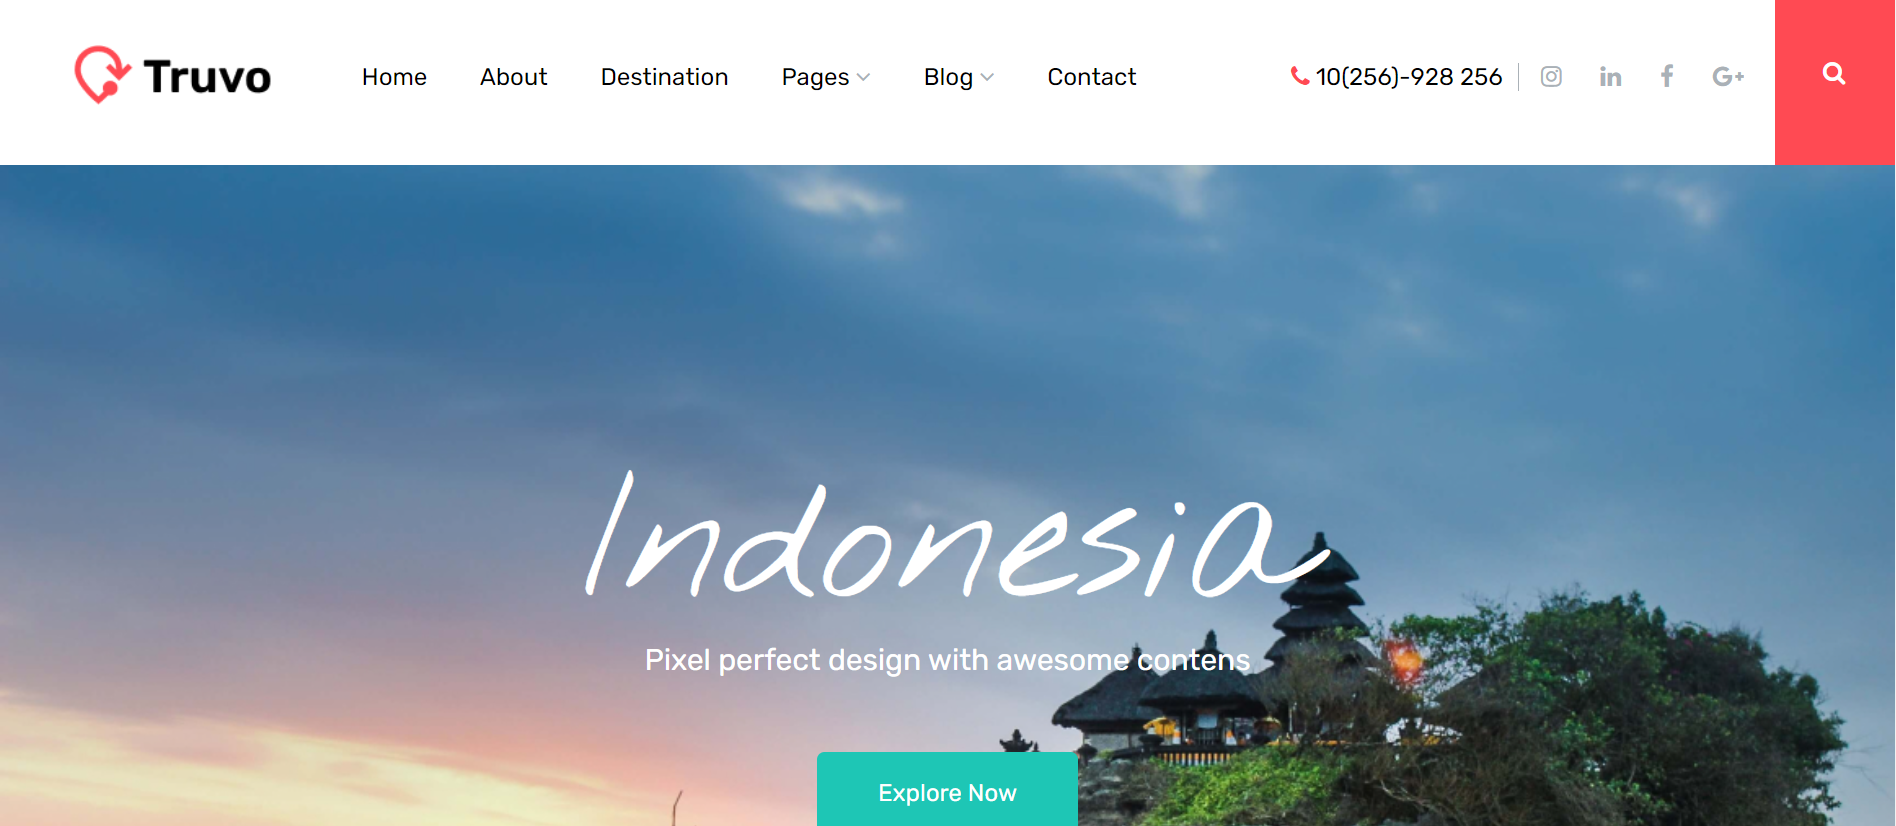 Truvo Home About Destination Pages Blog Contact 10(256)-928 256
Indonesia
Pixel perfect design with awesome contens
Explore Now